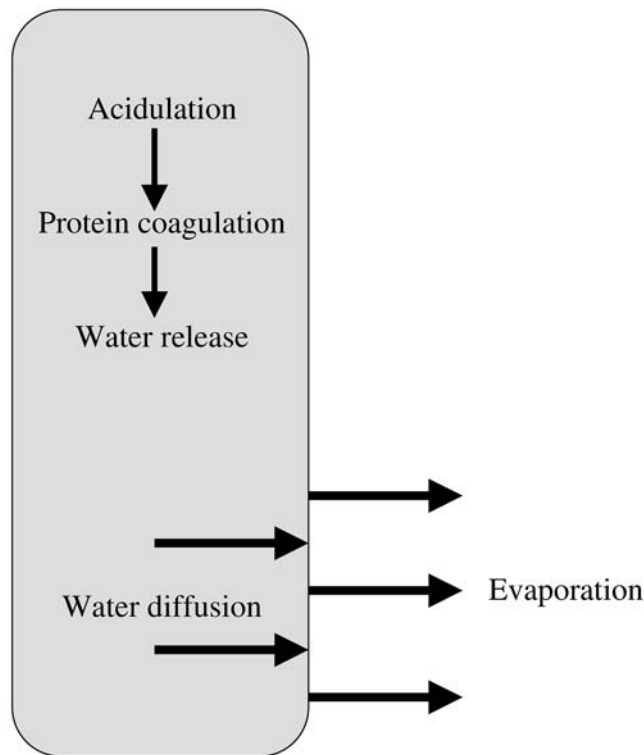 Acidulation
Protein coagulation
Water release
Water diffusion
Evaporation